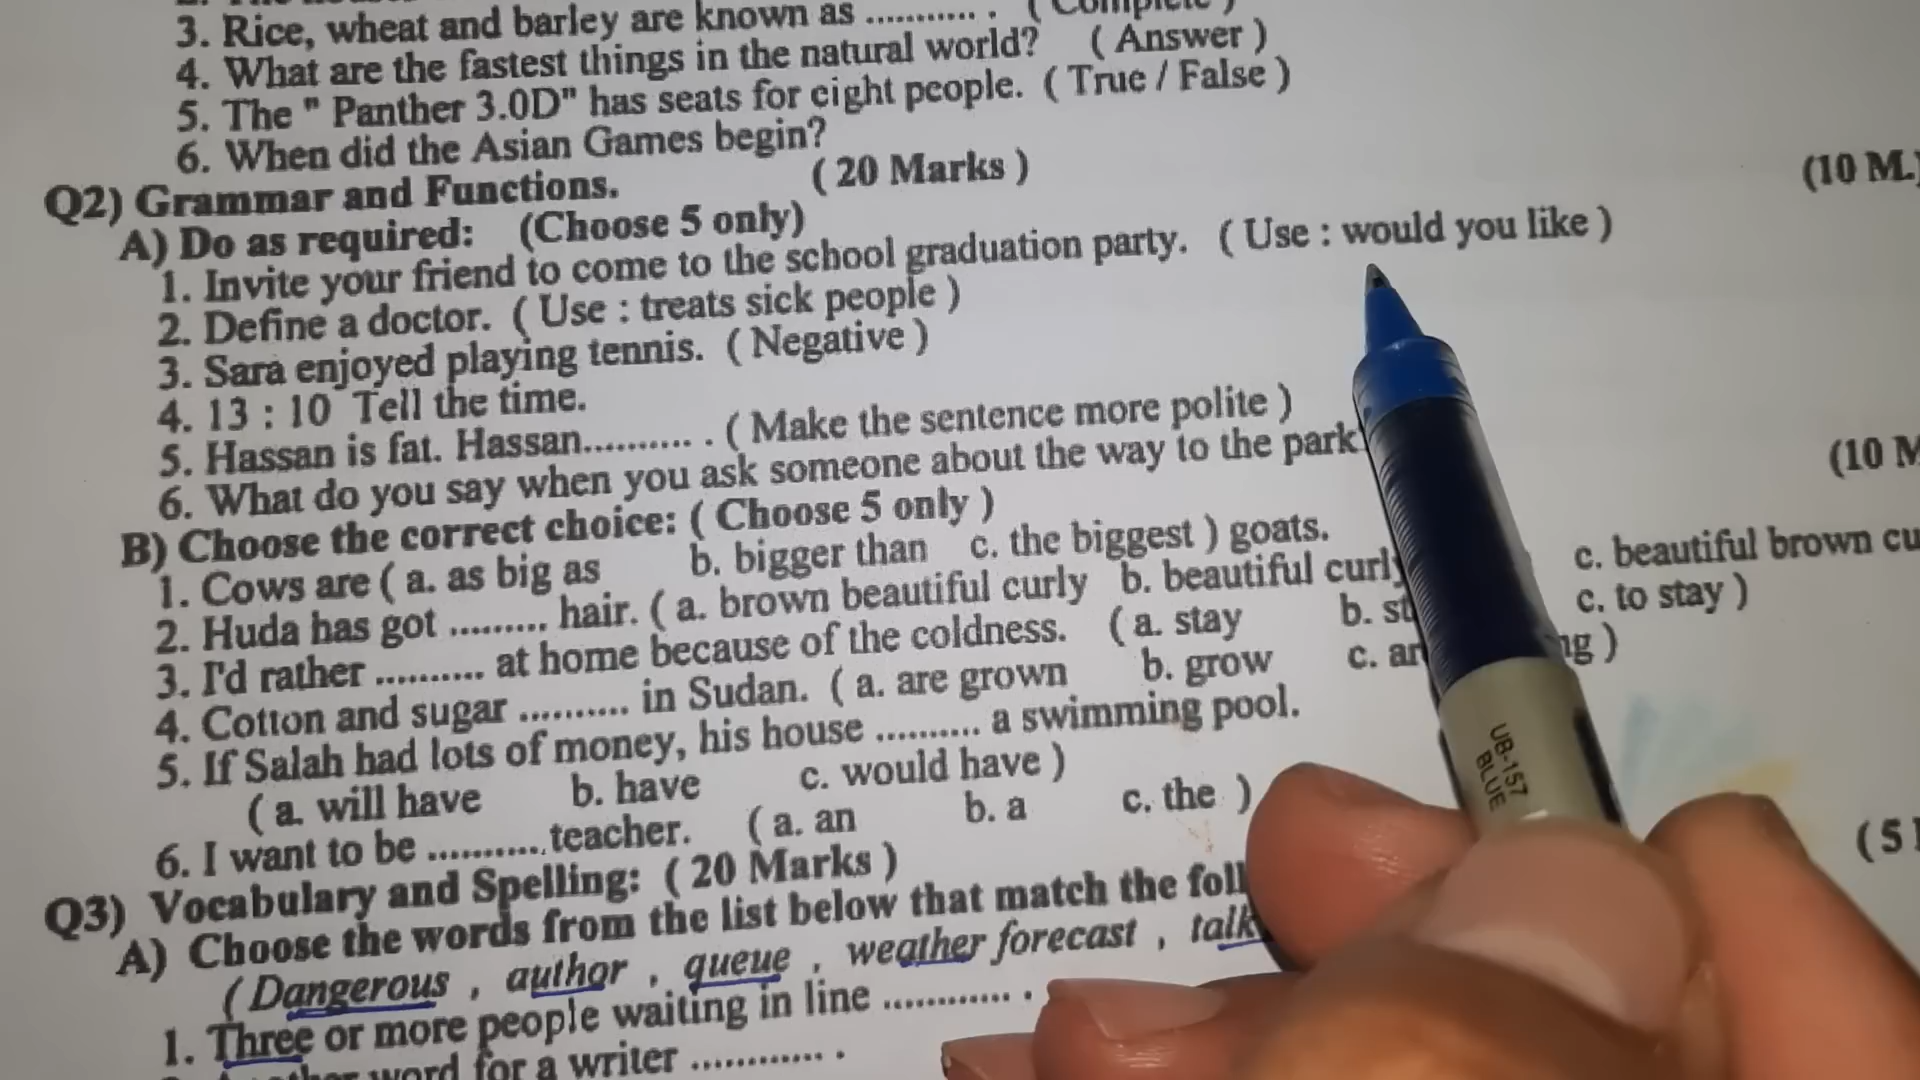 3. Rice, wheat and barley are known as ........... . ( Complete )
4. What are the fastest things in the natural world? ( Answer )
5. The " Panther 3.0D" has seats for eight people. ( True / False )
6. When did the Asian Games begin?
Q2) Grammar and Functions. ( 20 Marks )
A) Do as required: (Choose 5 only) (10 M.)
1. Invite your friend to come to the school graduation party. ( Use : would you like )
2. Define a doctor. ( Use : treats sick people )
3. Sara enjoyed playing tennis. ( Negative )
4. 13 : 10 Tell the time.
5. Hassan is fat. Hassan.......... . ( Make the sentence more polite )
6. What do you say when you ask someone about the way to the park
B) Choose the correct choice: ( Choose 5 only ) (10 M
1. Cows are ( a. as big as b. bigger than c. the biggest ) goats.
2. Huda has got ......... hair. ( a. brown beautiful curly b. beautiful curly c. beautiful brown
3. I'd rather .......... at home because of the coldness. ( a. stay b. c. to stay )
4. Cotton and sugar .......... in Sudan. ( a. are grown b. grow c.
5. If Salah had lots of money, his house .......... a swimming pool.
( a. will have b. have c. would have )
6. I want to be .......... teacher. ( a. an b. a c. the )
Q3) Vocabulary and Spelling: ( 20 Marks )
A) Choose the words from the list below that match the ( 5
( Dangerous , author , queue , weather forecast ,
1. Three or more people waiting in line ............ .
word for a writer ............ .